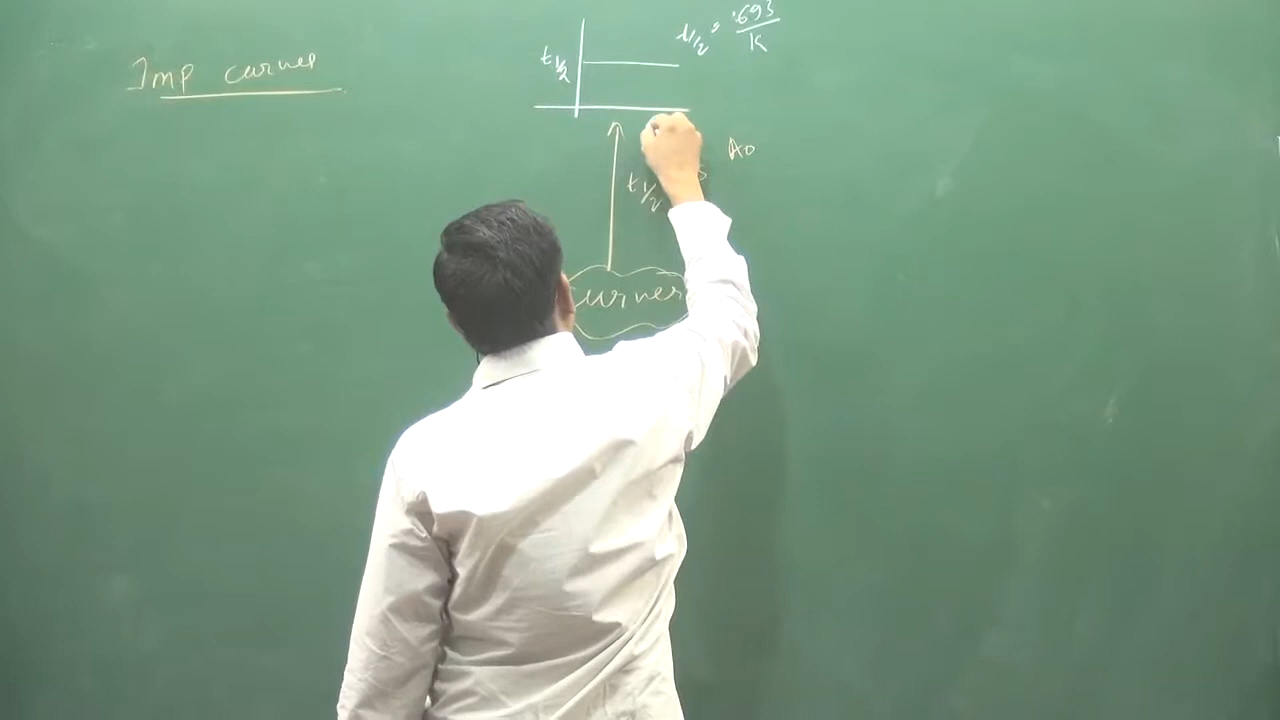 Imp curves
t1/2
t1/2 = .693/K
A0
t1/2
curves